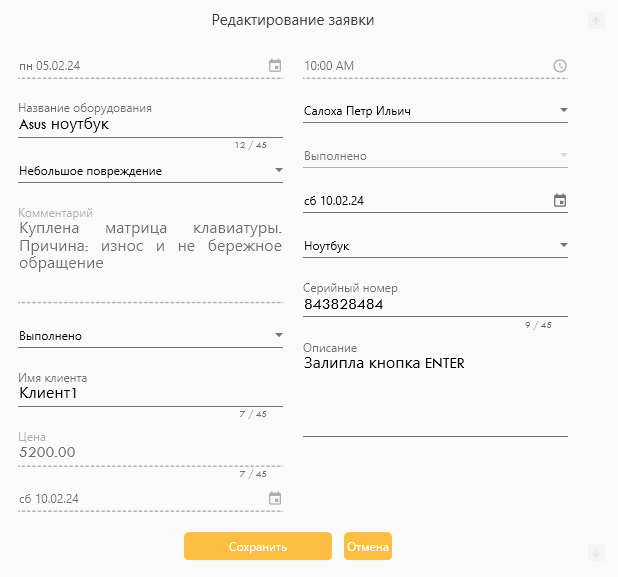 Редактирование заявки
пн 05.02.24
10:00 AM
Название оборудования
Asus ноутбук
12 / 45
Салоха Петр Ильич
Небольшое повреждение
Выполнено
Комментарий
Куплена матрица клавиатуры.
Причина: износ и не бережное
обращение
сб 10.02.24
Ноутбук
Серийный номер
843828484
9 / 45
Выполнено
Описание
Залипла кнопка ENTER
Имя клиента
Клиент1
7 / 45
Цена
5200.00
7 / 45
сб 10.02.24
Сохранить
Отмена